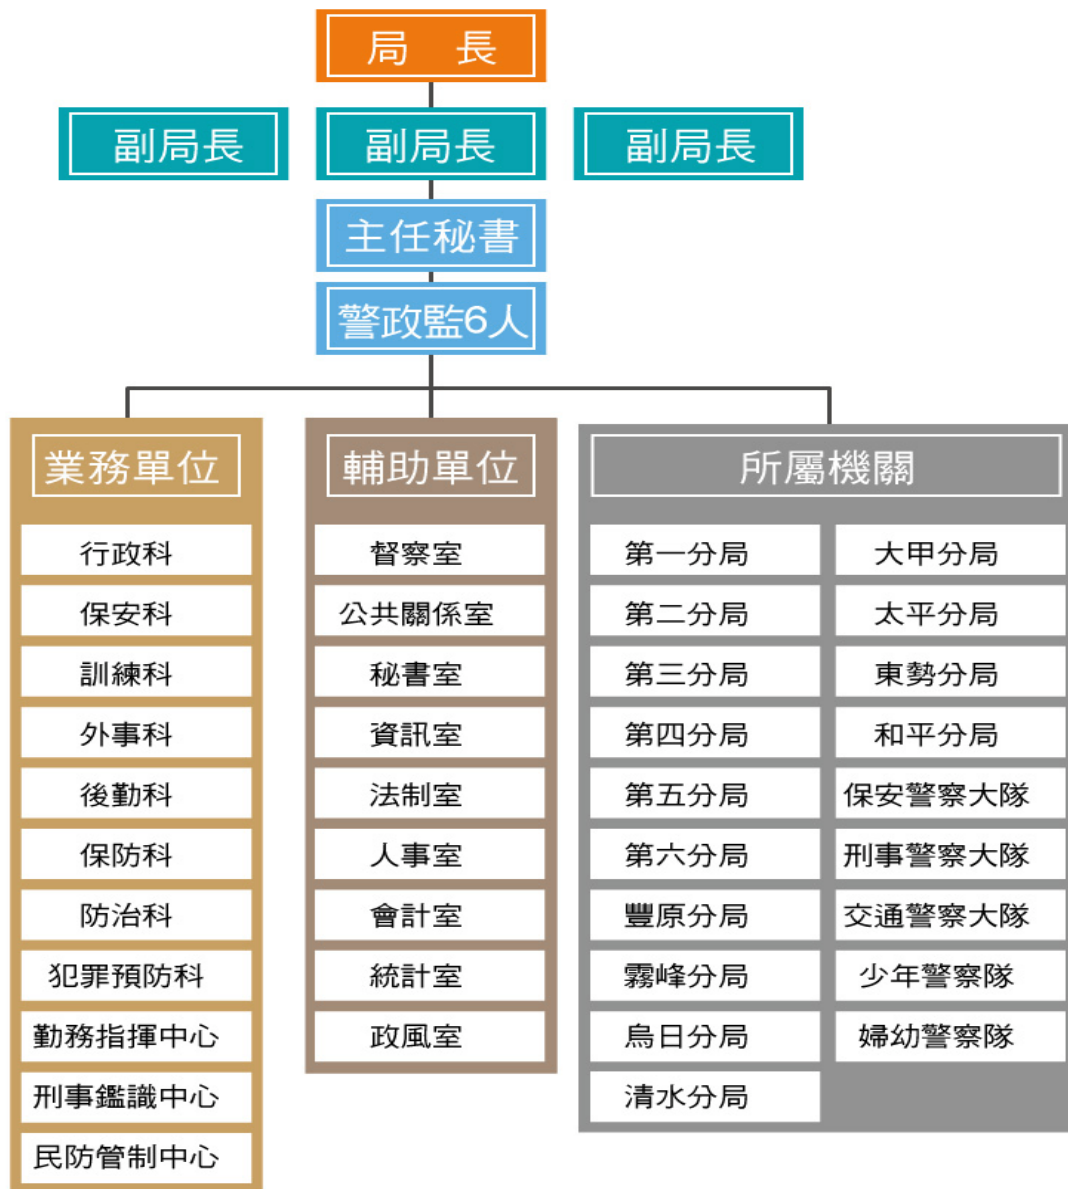 局 長
副局長
副局長
副局長
主任秘書
警政監6人
業務單位
行政科
保安科
訓練科
外事科
後勤科
保防科
防治科
犯罪預防科
勤務指揮中心
刑事鑑識中心
民防管制中心
輔助單位
督察室
公共關係室
秘書室
資訊室
法制室
人事室
會計室
統計室
政風室
所屬機關
第一分局
第二分局
第三分局
第四分局
第五分局
第六分局
豐原分局
霧峰分局
烏日分局
清水分局
大甲分局
太平分局
東勢分局
和平分局
保安警察大隊
刑事警察大隊
交通警察大隊
少年警察隊
婦幼警察隊